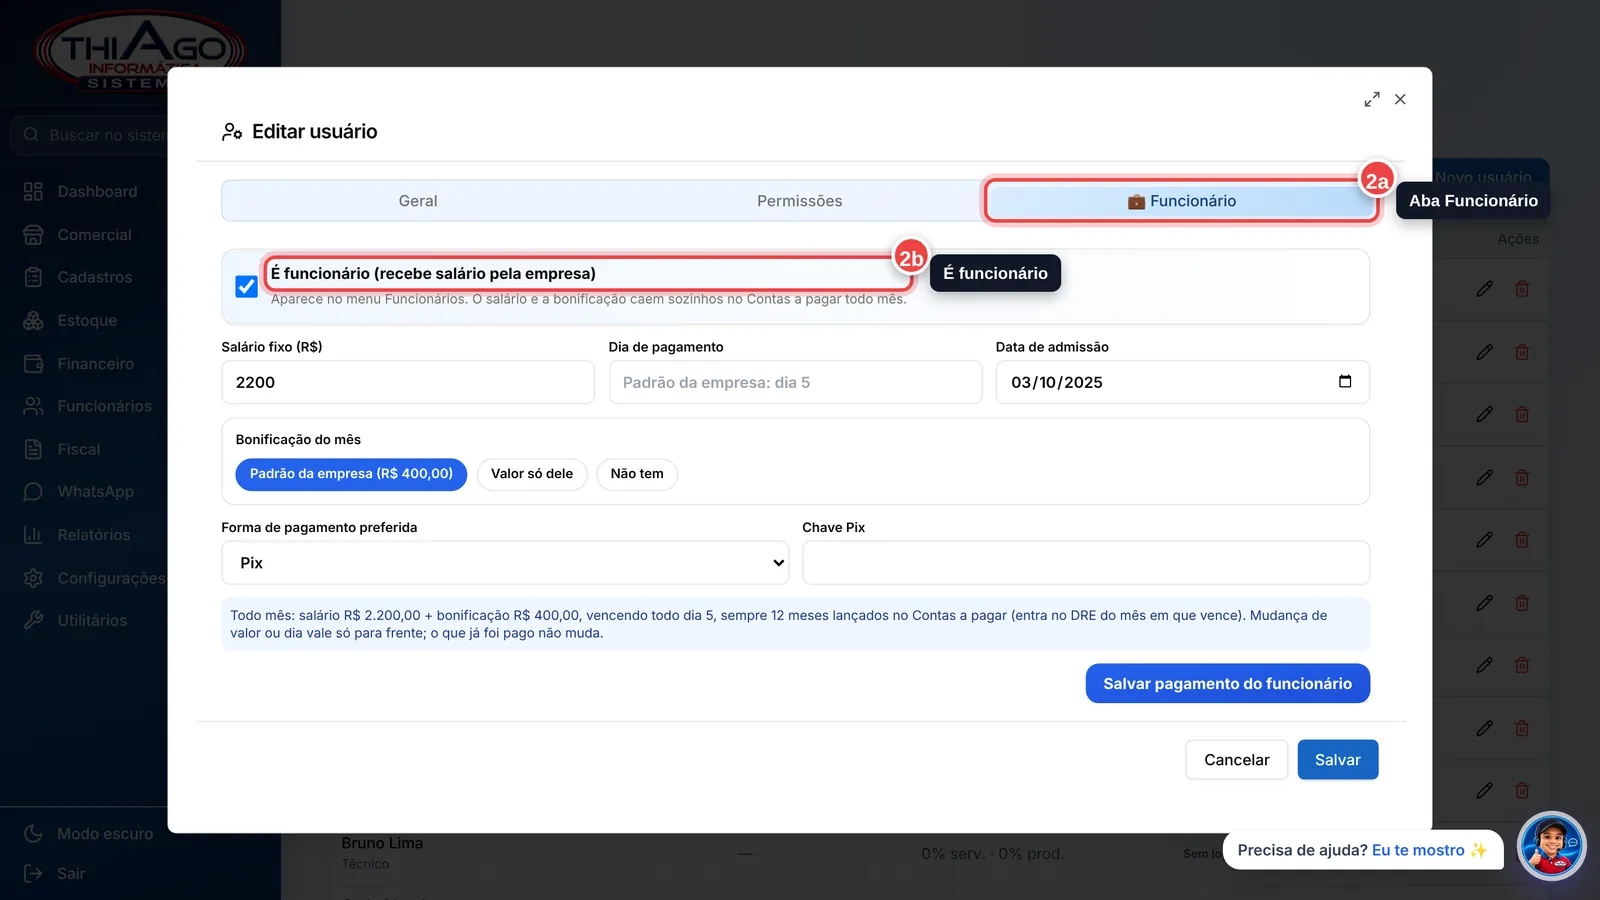 THIAGO
INFORMÁTICA
SISTEM
Buscar no sister
Dashboard
Comercial
Cadastros
Estoque
Financeiro
Funcionários
Fiscal
WhatsApp
Relatórios
Configurações
Utilitários
Modo escuro
Sair
Editar usuário
Geral
Permissões
💼 Funcionário
2a
Aba Funcionário
Novo usuário
Ações
É funcionário (recebe salário pela empresa)
2b
É funcionário
Aparece no menu Funcionários. O salário e a bonificação caem sozinhos no Contas a pagar todo mês.
Salário fixo (R$)
Dia de pagamento
Data de admissão
2200
Padrão da empresa: dia 5
03/10/2025
Bonificação do mês
Padrão da empresa (R$ 400,00)
Valor só dele
Não tem
Forma de pagamento preferida
Chave Pix
Pix
Todo mês: salário R$ 2.200,00 + bonificação R$ 400,00, vencendo todo dia 5, sempre 12 meses lançados no Contas a pagar (entra no DRE do mês em que vence). Mudança de
valor ou dia vale só para frente; o que já foi pago não muda.
Salvar pagamento do funcionário
Cancelar
Salvar
Bruno Lima
Técnico
—
0% serv. · 0% prod.
Sem lo
Precisa de ajuda? Eu te mostro ✨